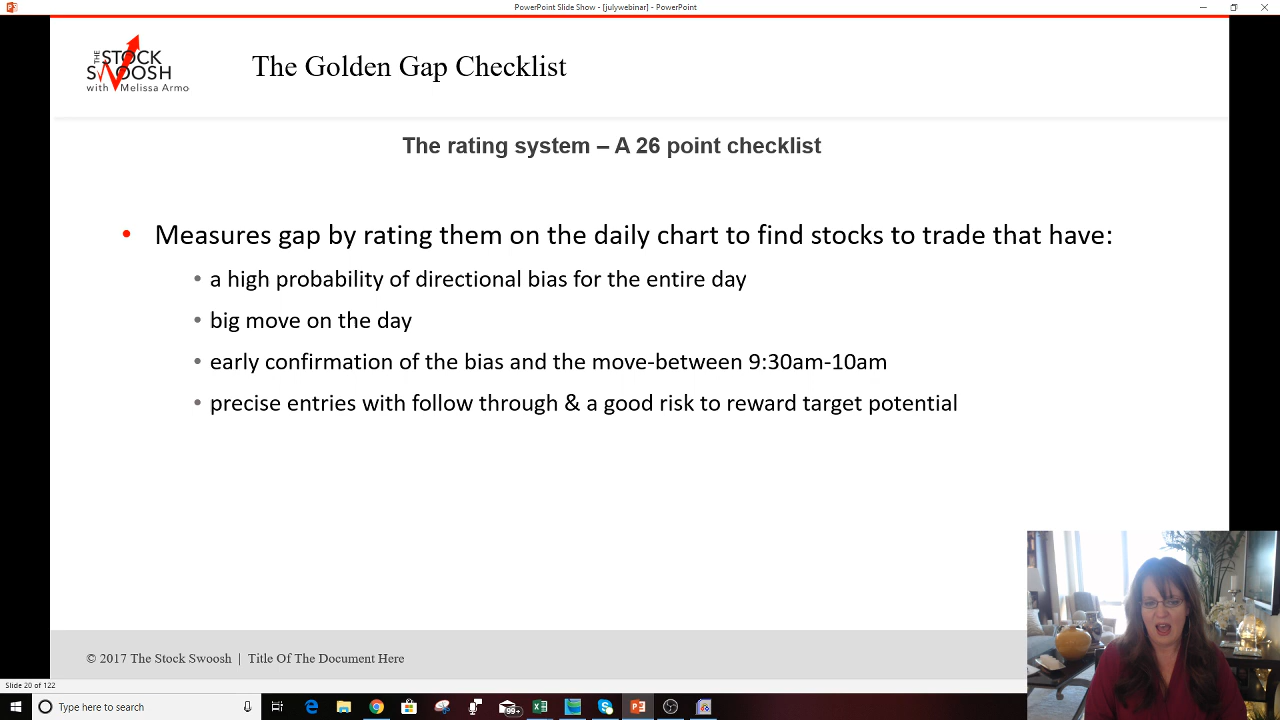 PowerPoint Slide Show - [julywebinar] - PowerPoint
THE STOCK
SWOOSH
with Melissa Armo
The Golden Gap Checklist
The rating system – A 26 point checklist
• Measures gap by rating them on the daily chart to find stocks to trade that have:
• a high probability of directional bias for the entire day
• big move on the day
• early confirmation of the bias and the move-between 9:30am-10am
• precise entries with follow through & a good risk to reward target potential
© 2017 The Stock Swoosh | Title Of The Document Here
Slide 20 of 122
Type here to search
99+